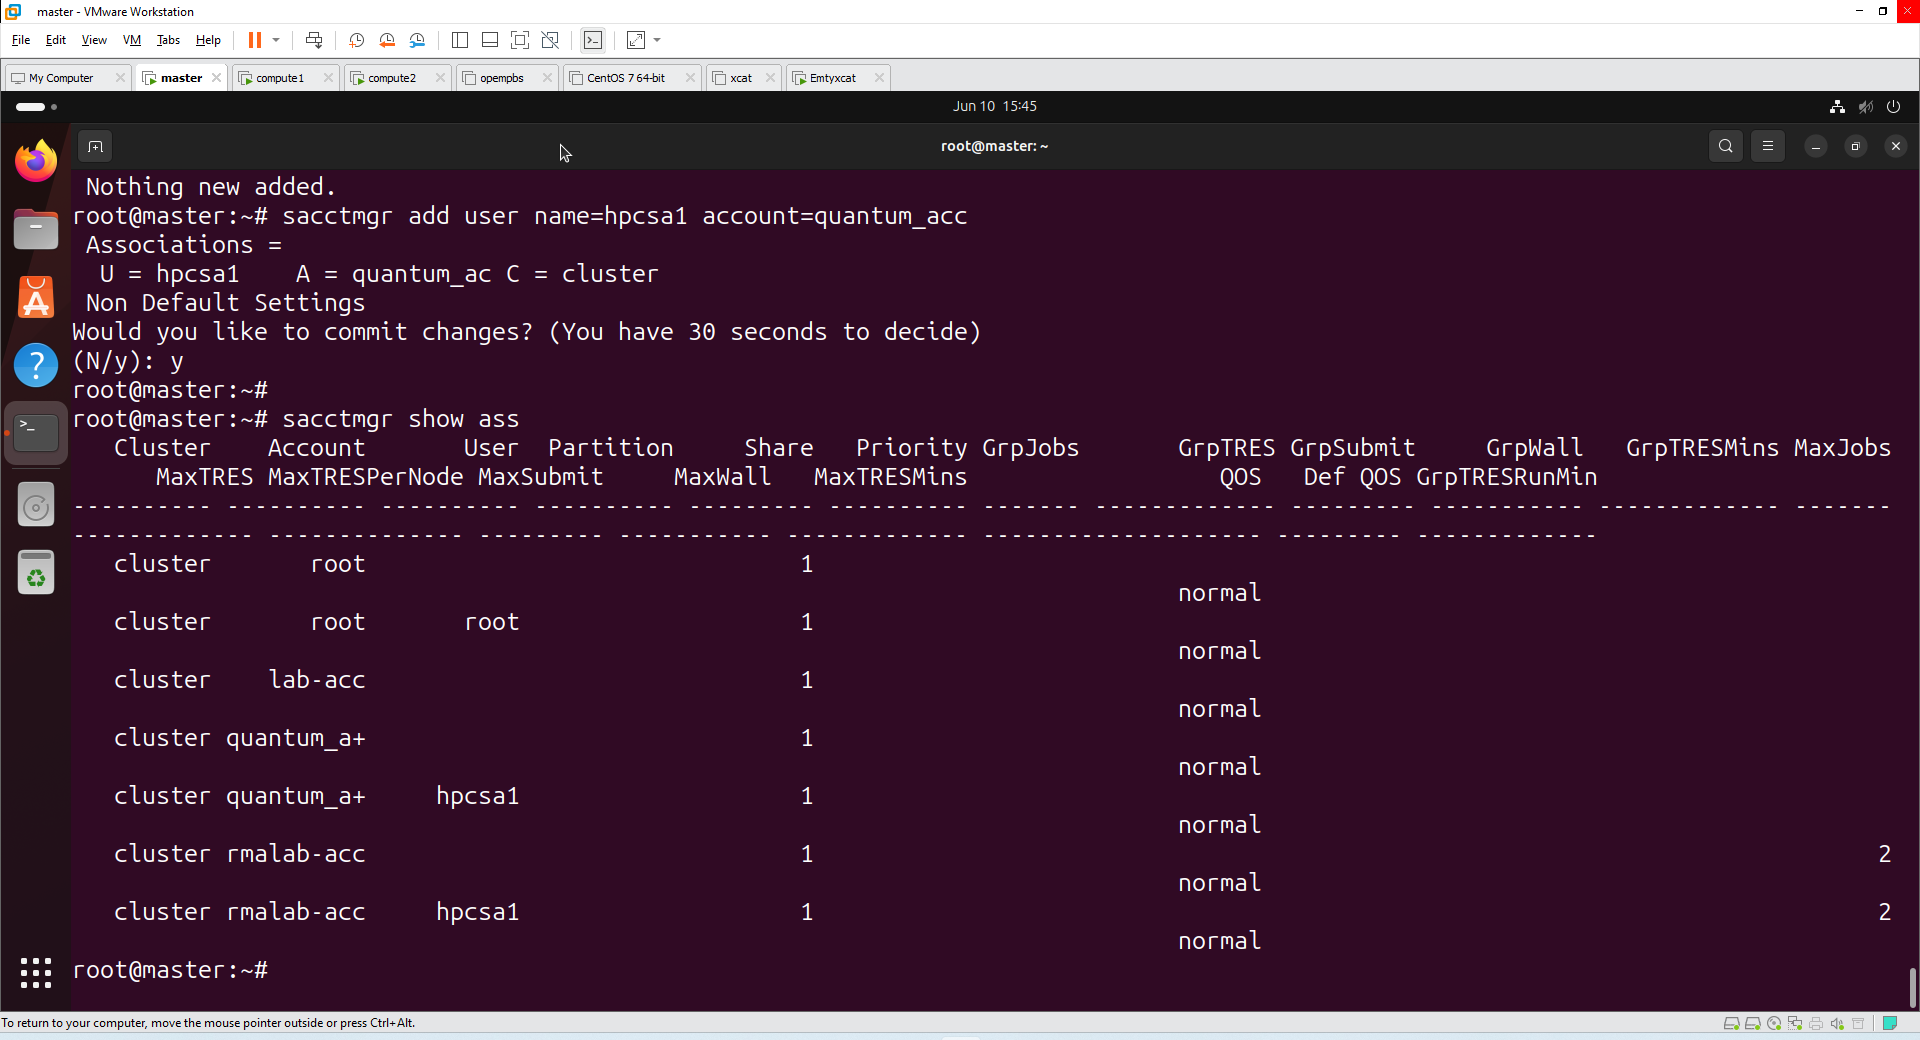 master - VMware Workstation
File Edit View VM Tabs Help
My Computer master compute1 compute2 openpbs CentOS 7 64-bit xcat Emtyxcat
Jun 10 15:45
root@master: ~
Nothing new added.
root@master:~# sacctmgr add user name=hpcsa1 account=quantum_acc
Associations =
U = hpcsa1 A = quantum_ac C = cluster
Non Default Settings
Would you like to commit changes? (You have 30 seconds to decide)
(N/y): y
root@master:~#
root@master:~# sacctmgr show ass
Cluster Account User Partition Share Priority GrpJobs GrpTRES GrpSubmit GrpWall GrpTRESMins MaxJobs
MaxTRES MaxTRESPerNode MaxSubmit MaxWall MaxTRESMins QOS Def QOS GrpTRESRunMin
---------- ---------- ---------- ---------- --------- ---------- ------- ------------- --------- ----------- ------------- -------
------------- -------------- --------- ----------- ------------- -------------------- --------- -------------
cluster root 1
normal
cluster root root 1
normal
cluster lab-acc 1
normal
cluster quantum_a+ 1
normal
cluster quantum_a+ hpcsa1 1
normal
cluster rmalab-acc 1 2
normal
cluster rmalab-acc hpcsa1 1 2
normal
root@master:~#
To return to your computer, move the mouse pointer outside or press Ctrl+Alt.